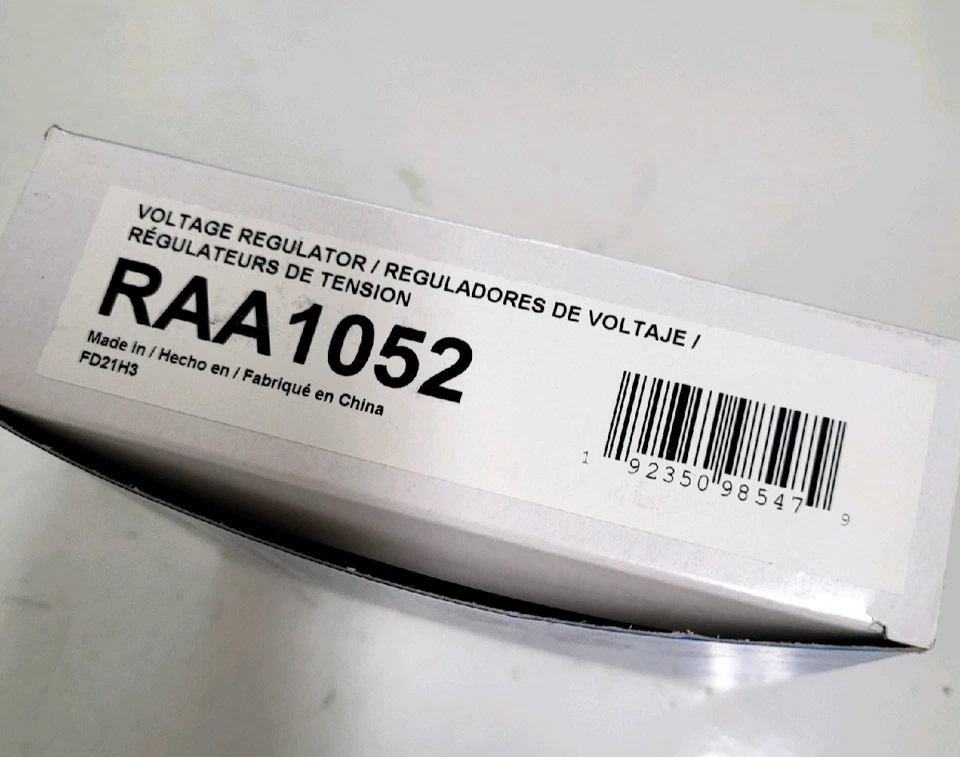 VOLTAGE REGULATOR / REGULADORES DE VOLTAJE /
RÉGULATEURS DE TENSION
RAA1052
Made in / Hecho en / Fabriqué en China
FD21H3
1 92350 98547 9